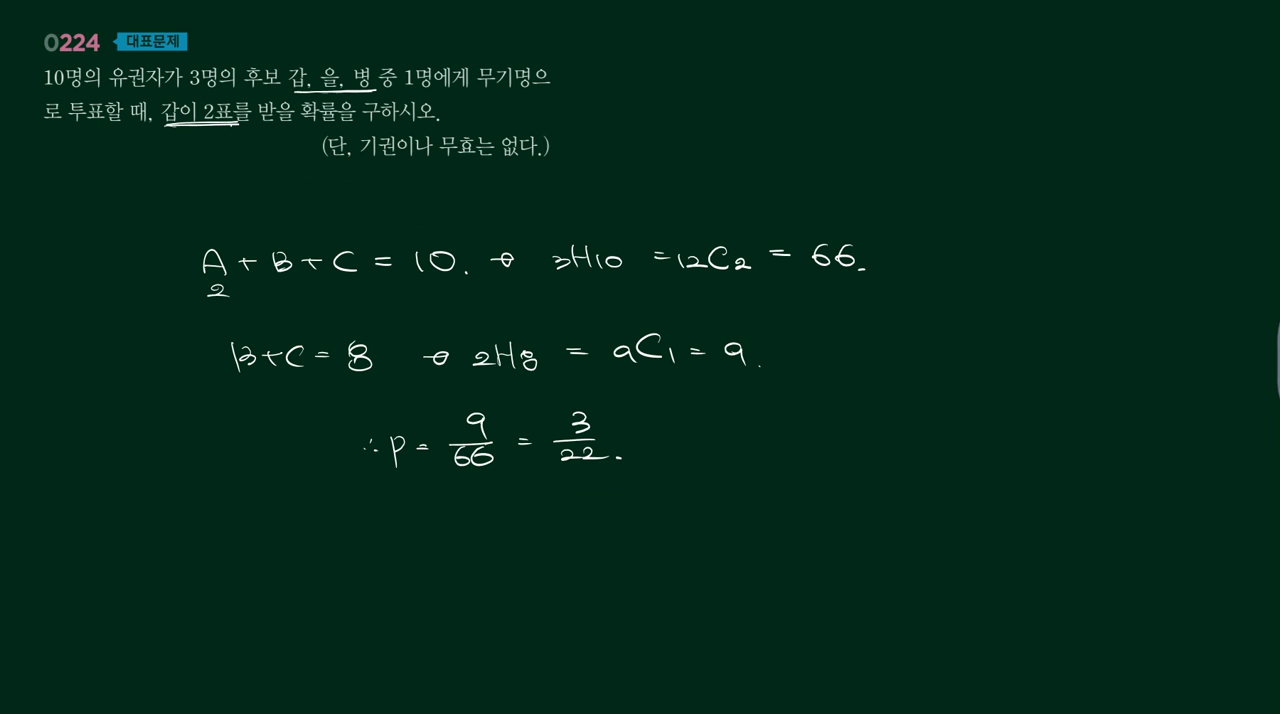 0224 대표문제
10명의 유권자가 3명의 후보 갑, 을, 병 중 1명에게 무기명으
로 투표할 때, 갑이 2표를 받을 확률을 구하시오.
(단, 기권이나 무효는 없다.)
A + B + C = 10. → 3H10 = 12C2 = 66.
2
B+C = 8 → 2H8 = 9C1 = 9.
∴ P = 9/66 = 3/22.